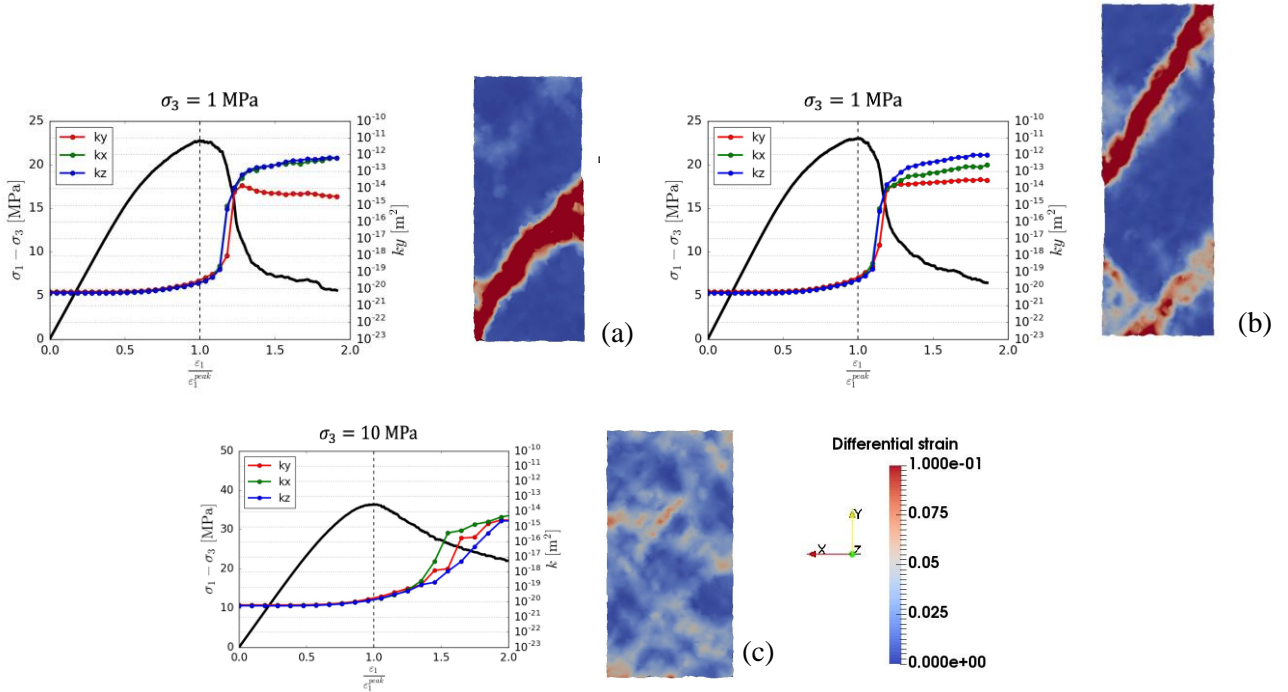 σ₃ = 1 MPa
25
20
15
10
5
0
σ₁ − σ₃ [MPa]
ky
kx
kz
10⁻¹⁰
10⁻¹¹
10⁻¹²
10⁻¹³
10⁻¹⁴
10⁻¹⁵
10⁻¹⁶
10⁻¹⁷
10⁻¹⁸
10⁻¹⁹
10⁻²⁰
10⁻²¹
10⁻²²
10⁻²³
ky [m²]
0.0 0.5 1.0 1.5 2.0
ε₁
ε₁ᵖᵉᵃᵏ
(a)
σ₃ = 1 MPa
25
20
15
10
5
0
σ₁ − σ₃ [MPa]
ky
kx
kz
10⁻¹⁰
10⁻¹¹
10⁻¹²
10⁻¹³
10⁻¹⁴
10⁻¹⁵
10⁻¹⁶
10⁻¹⁷
10⁻¹⁸
10⁻¹⁹
10⁻²⁰
10⁻²¹
10⁻²²
10⁻²³
ky [m²]
0.0 0.5 1.0 1.5 2.0
ε₁
ε₁ᵖᵉᵃᵏ
(b)
σ₃ = 10 MPa
50
40
30
20
10
0
σ₁ − σ₃ [MPa]
ky
kx
kz
10⁻¹⁰
10⁻¹¹
10⁻¹²
10⁻¹³
10⁻¹⁴
10⁻¹⁵
10⁻¹⁶
10⁻¹⁷
10⁻¹⁸
10⁻¹⁹
10⁻²⁰
10⁻²¹
10⁻²²
10⁻²³
k [m²]
0.0 0.5 1.0 1.5 2.0
ε₁
ε₁ᵖᵉᵃᵏ
(c)
Y
X Z
Differential strain
1.000e-01
0.075
0.05
0.025
0.000e+00